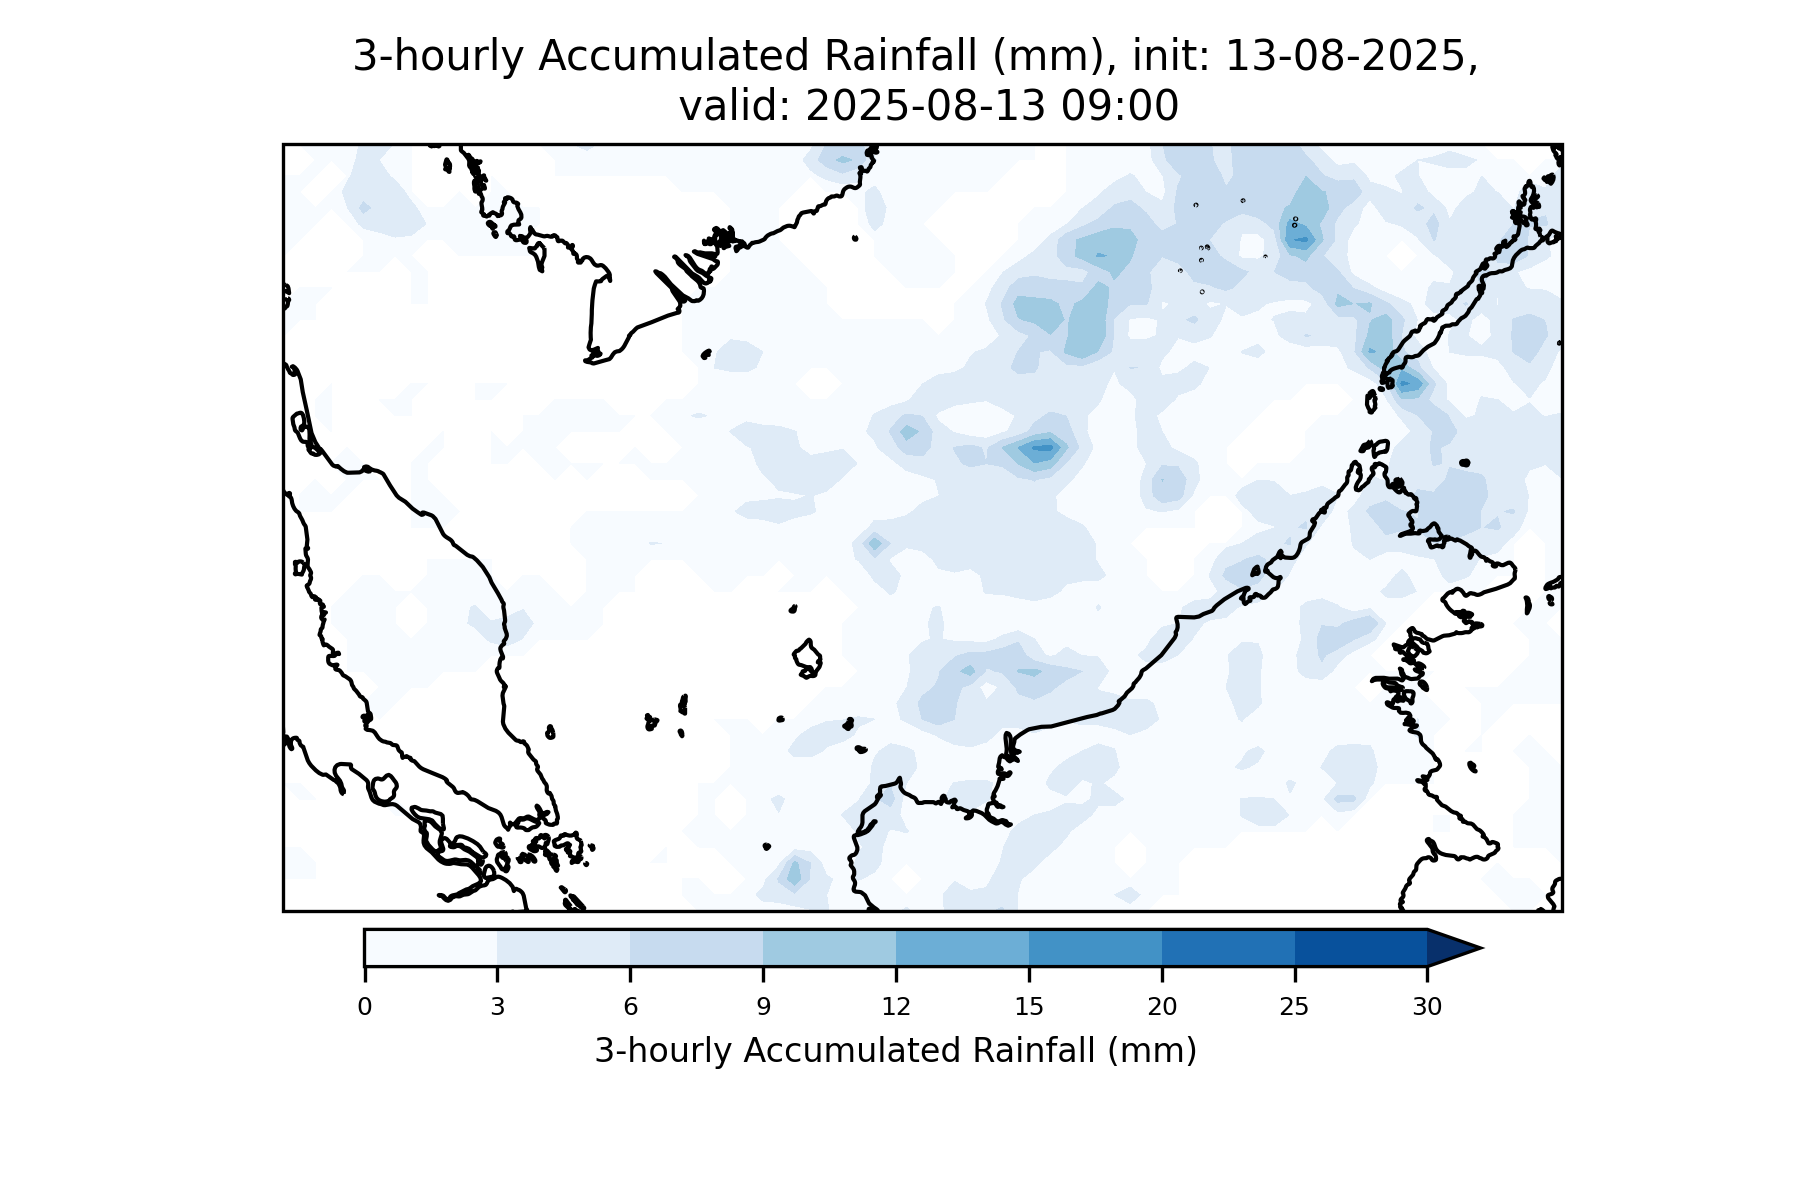 3-hourly Accumulated Rainfall (mm), init: 13-08-2025,
valid: 2025-08-13 09:00
0 3 6 9 12 15 20 25 30
3-hourly Accumulated Rainfall (mm)